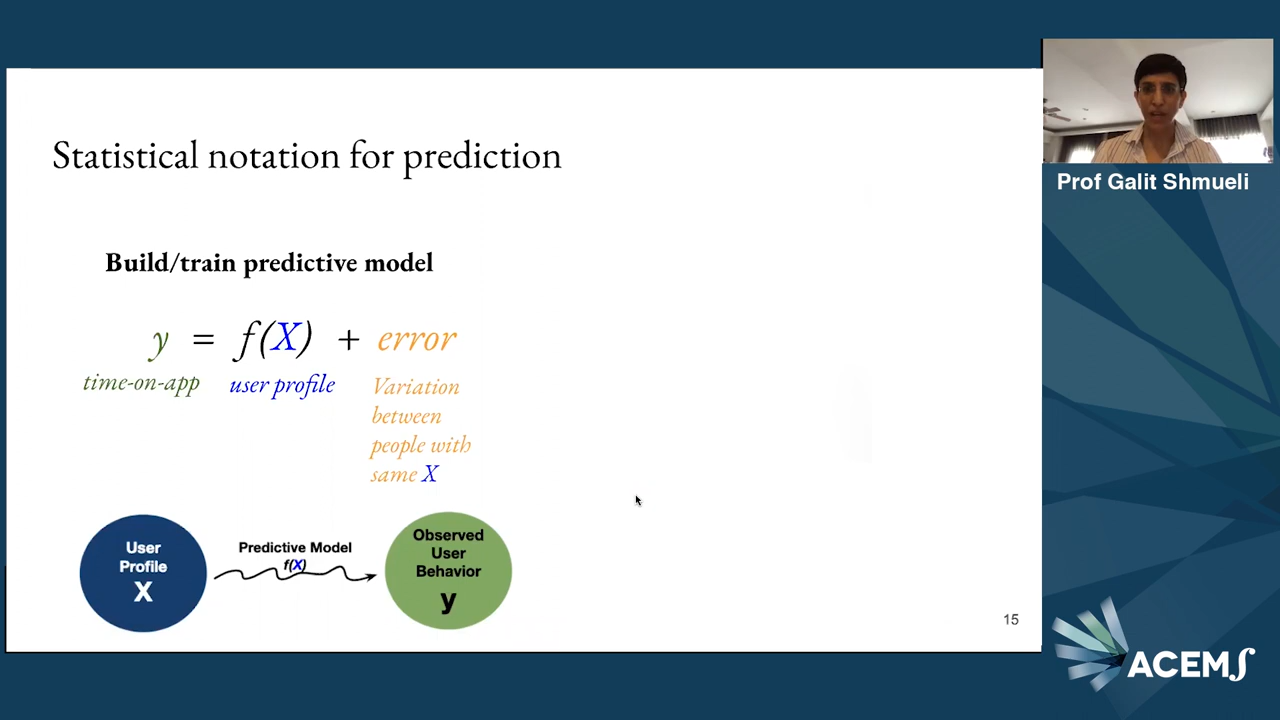 Statistical notation for prediction
Build/train predictive model
y = f(X) + error
time-on-app user profile Variation
between
people with
same X
User
Profile
X
Predictive Model
f(X)
Observed
User
Behavior
y
15
Prof Galit Shmueli
ACEMS